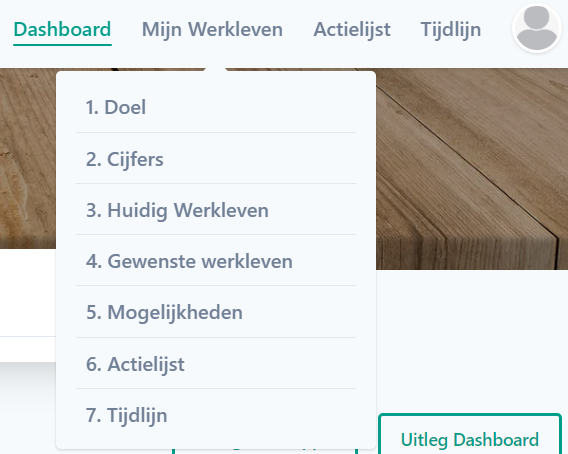 Dashboard Mijn Werkleven Actielijst Tijdlijn
1. Doel
2. Cijfers
3. Huidig Werkleven
4. Gewenste werkleven
5. Mogelijkheden
6. Actielijst
7. Tijdlijn
Uitleg Dashboard